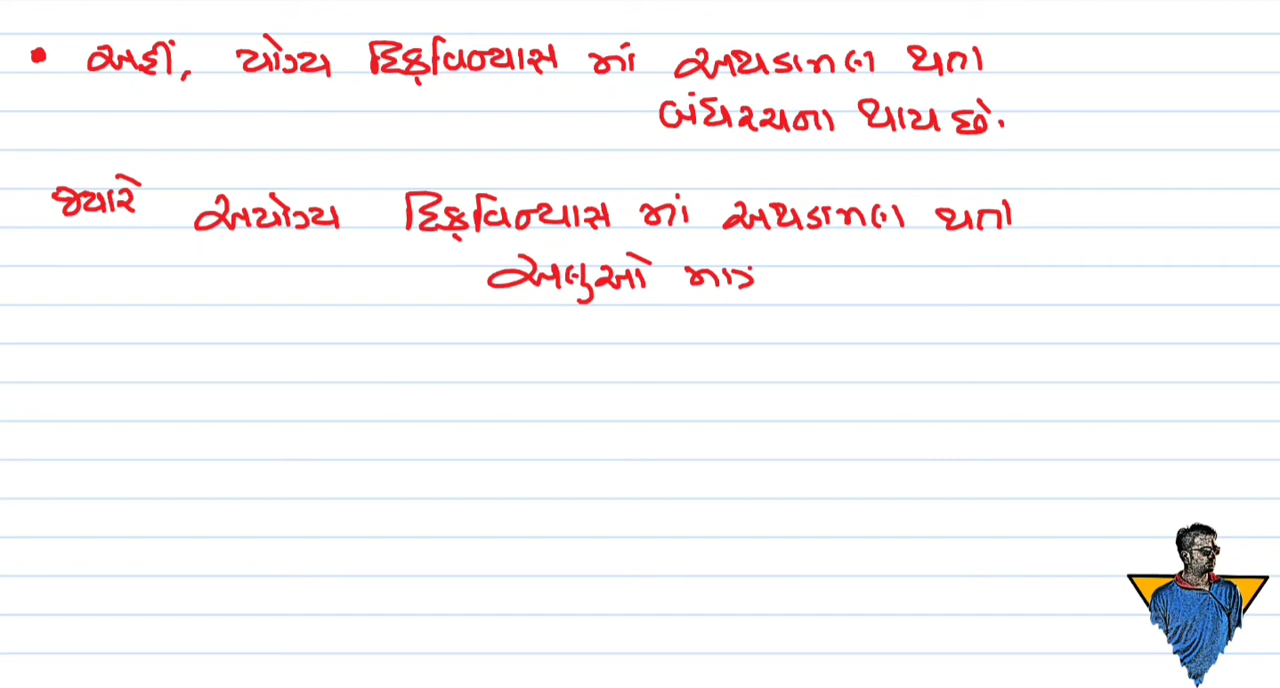 • અહીં, યોગ્ય દિક્વિન્યાસ માં અથડામણ થતા
બંધરચના થાય છે.
જ્યારે અયોગ્ય દિક્વિન્યાસ માં અથડામણ થતા
અણુઓ માત્ર